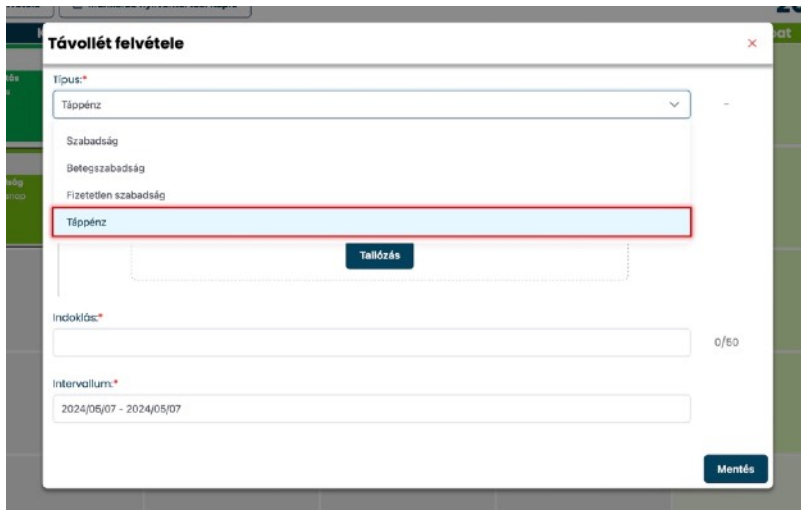 Távollét felvétele
Típus:*
Táppénz
-
Szabadság
Betegszabadság
Fizetetlen szabadság
Táppénz
Tallózás
Indoklás:*
0/50
Intervallum:*
2024/05/07 - 2024/05/07
Mentés